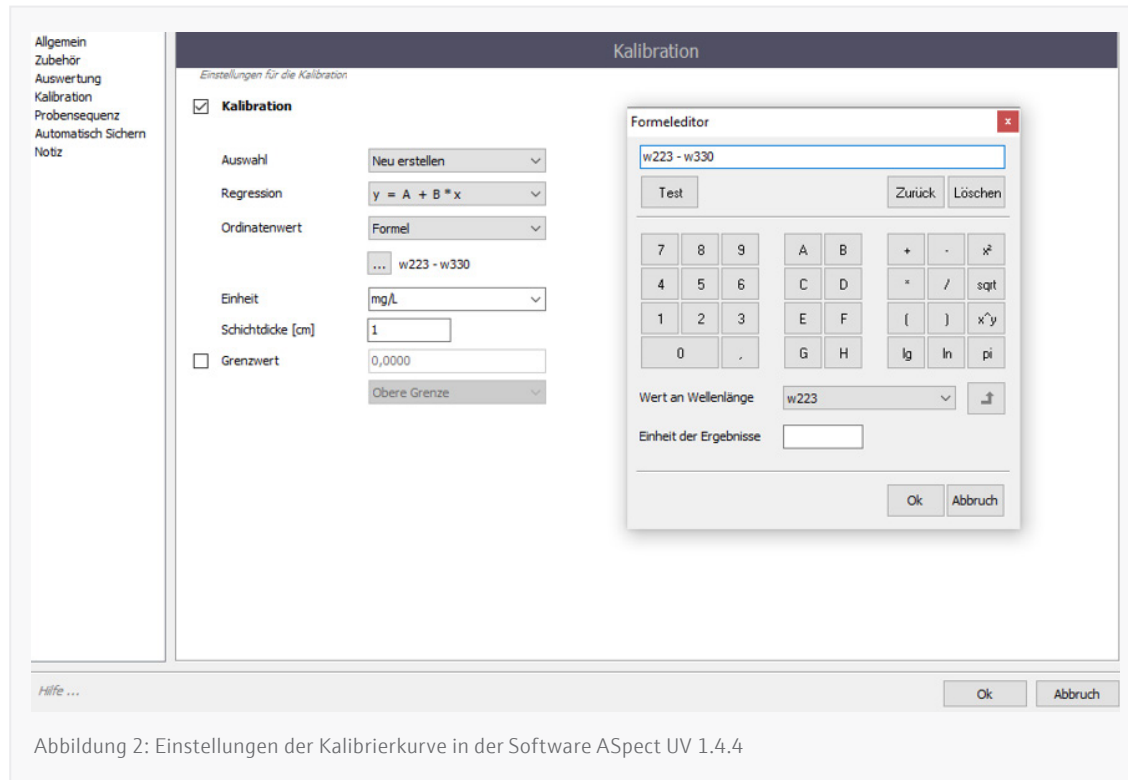 Allgemein
Zubehör
Auswertung
Kalibration
Probensequenz
Automatisch Sichern
Notiz
Kalibration
Einstellungen für die Kalibration
Kalibration
Auswahl Neu erstellen
Regression y = A + B * x
Ordinatenwert Formel
... w223 - w330
Einheit mg/L
Schichtdicke [cm] 1
Grenzwert 0,0000
Obere Grenze
Formeleditor x
w223 - w330
Test Zurück Löschen
7 8 9 A B + - x²
4 5 6 C D * / sqrt
1 2 3 E F ( ) x^y
0 , G H lg ln pi
Wert an Wellenlänge w223
Einheit der Ergebnisse
Ok Abbruch
Hilfe ...
Ok Abbruch
Abbildung 2: Einstellungen der Kalibrierkurve in der Software ASpect UV 1.4.4